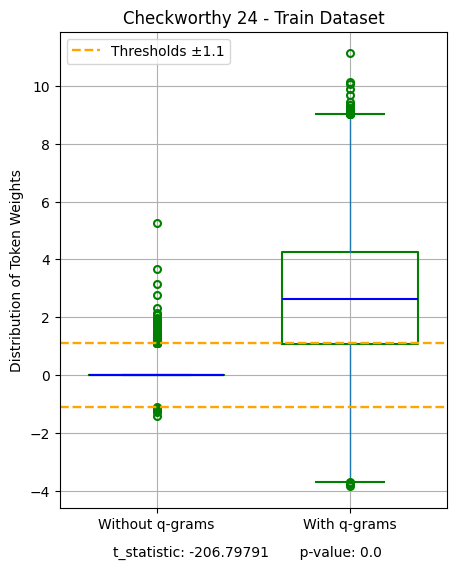 Checkworthy 24 - Train Dataset
Thresholds ±1.1
Distribution of Token Weights
10
8
6
4
2
0
−2
−4
Without q-grams With q-grams
t_statistic: -206.79791 p-value: 0.0